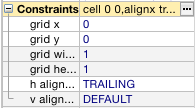 Constraints cell 0 0,alignx tr...
grid x 0
grid y 0
grid wi... 1
grid he... 1
h align... TRAILING
v align... DEFAULT